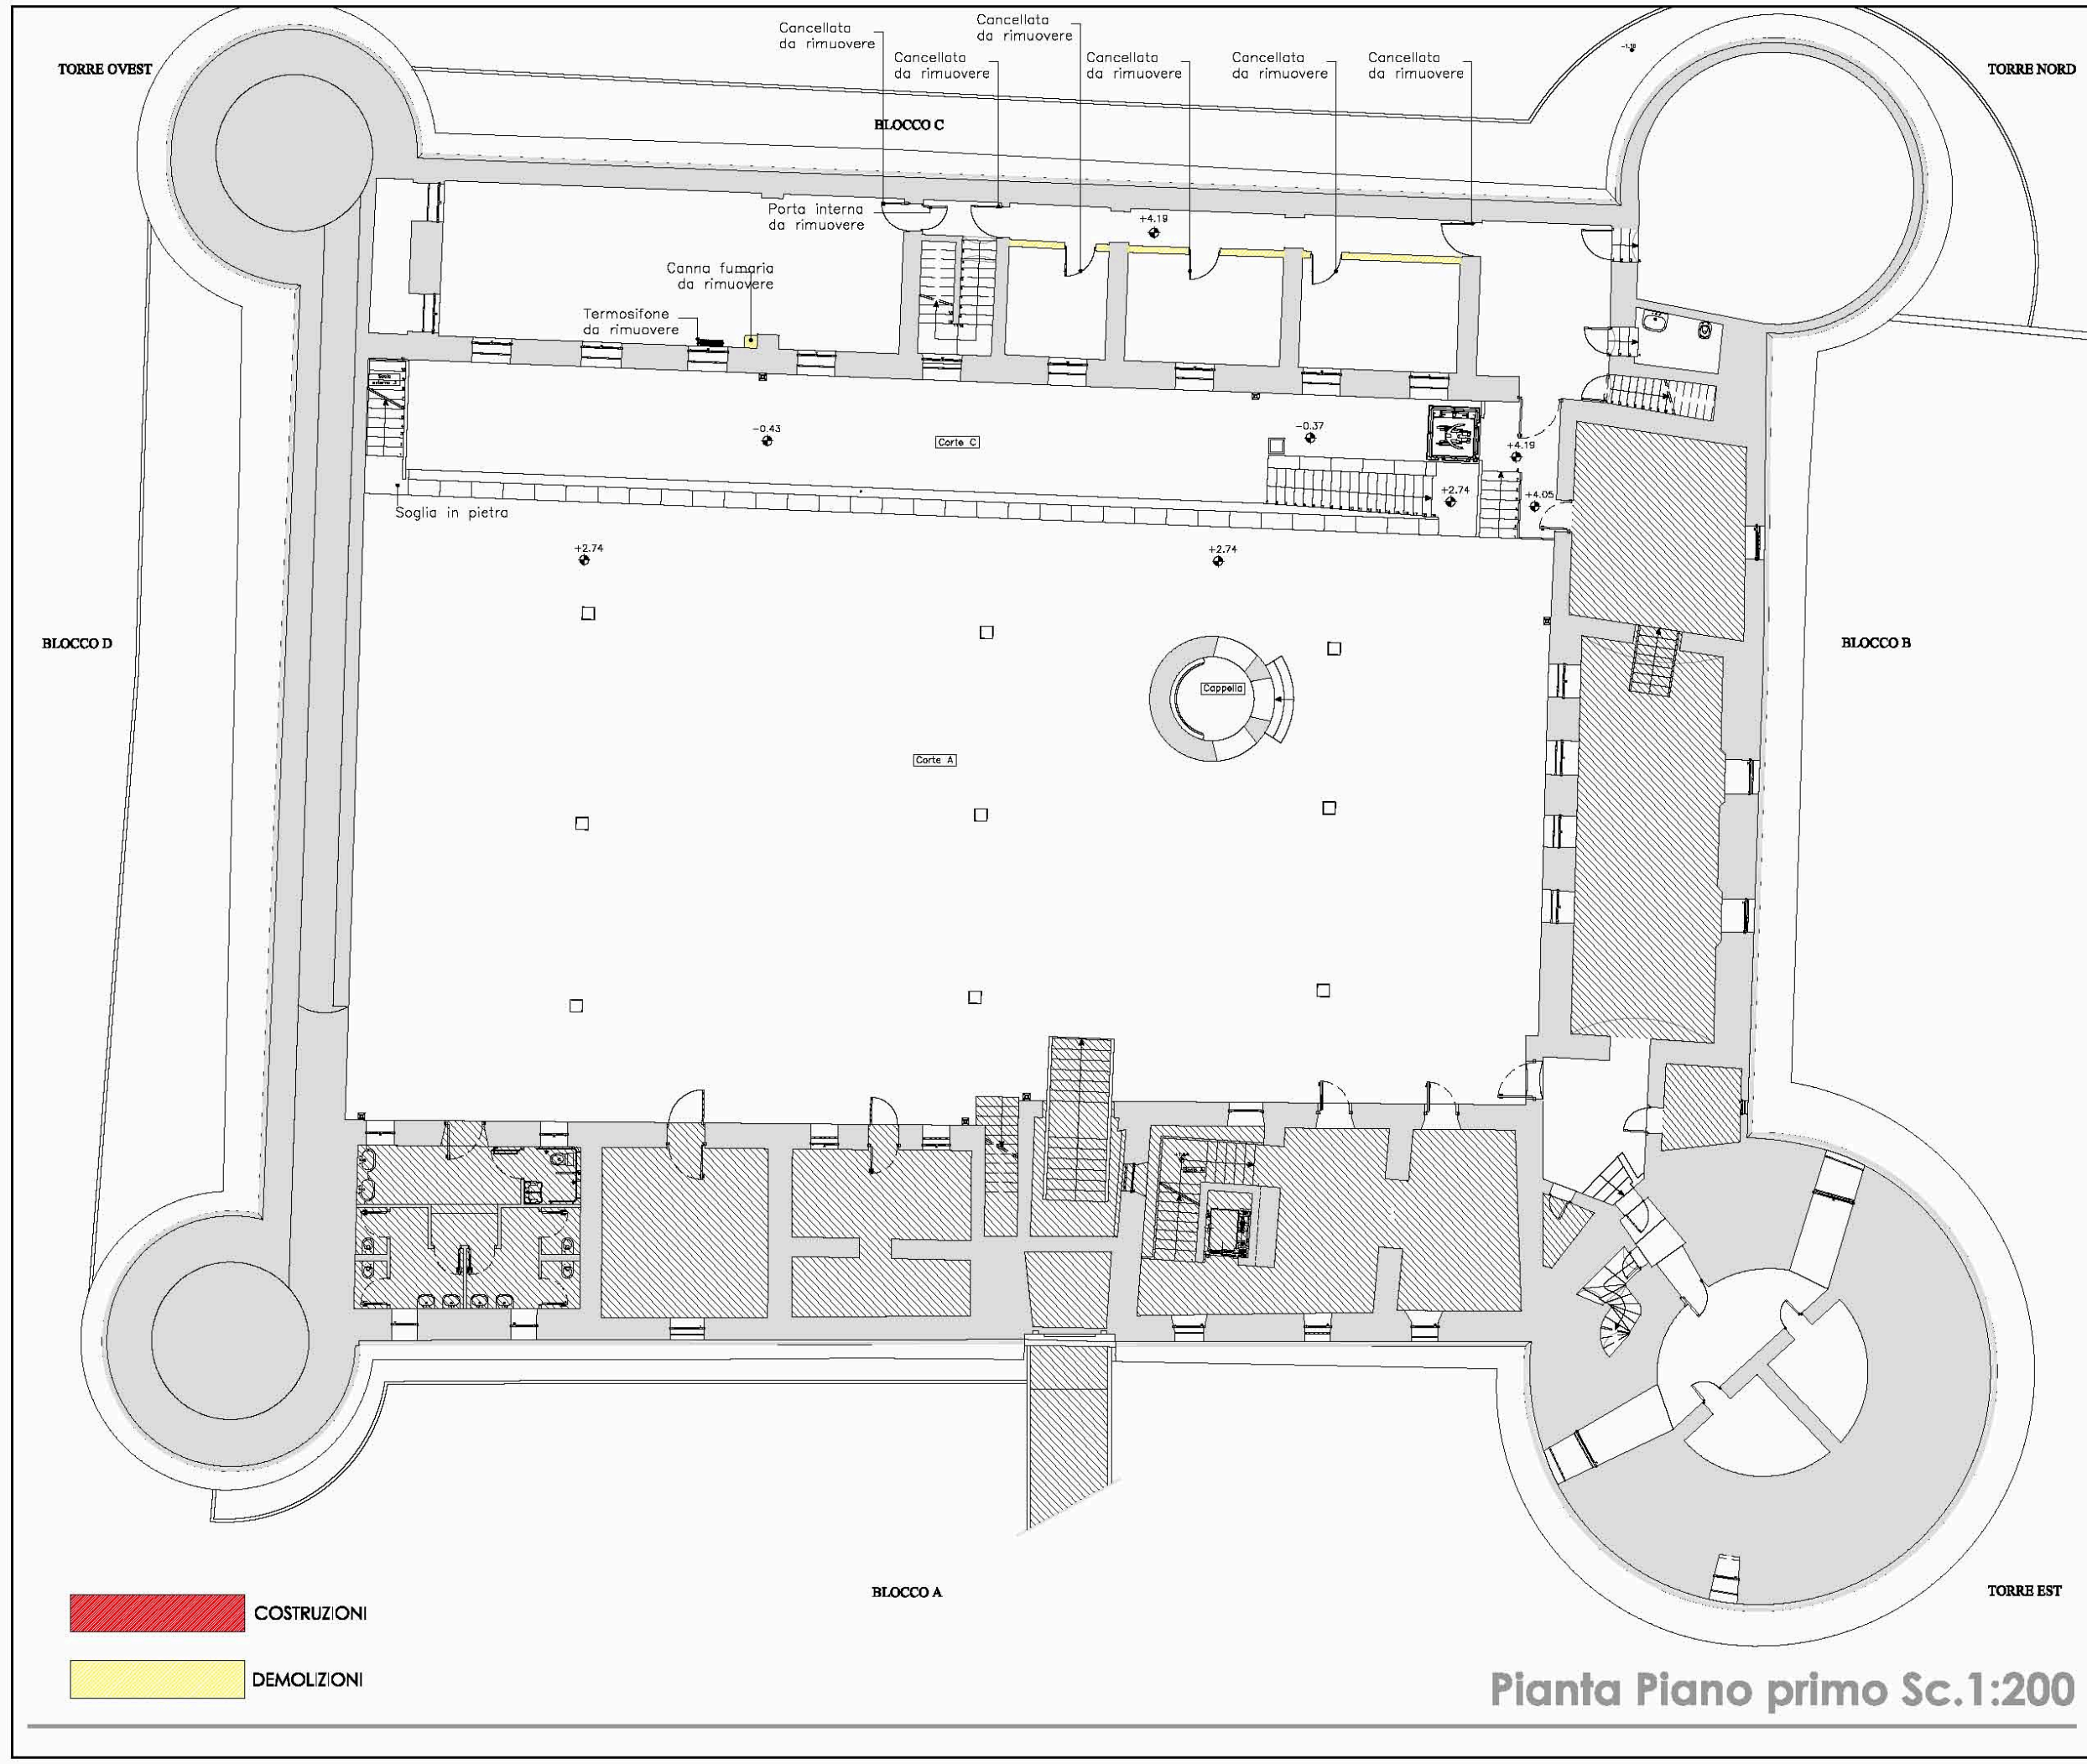 Cancellata
da rimuovere
Cancellata
da rimuovere
Cancellata
da rimuovere
Cancellata
da rimuovere
Cancellata
da rimuovere
Cancellata
da rimuovere
TORRE OVEST
TORRE NORD
BLOCCO C
Porta interna
da rimuovere
+4.19
Canna fumaria
da rimuovere
Termosifone
da rimuovere
-0.43
Corte C
-0.37
+4.19
+2.74
+4.05
Soglia in pietra
+2.74
+2.74
BLOCCO D
BLOCCO B
Cappella
Corte A
BLOCCO A
TORRE EST
COSTRUZIONI
DEMOLIZIONI
Pianta Piano primo Sc.1:200